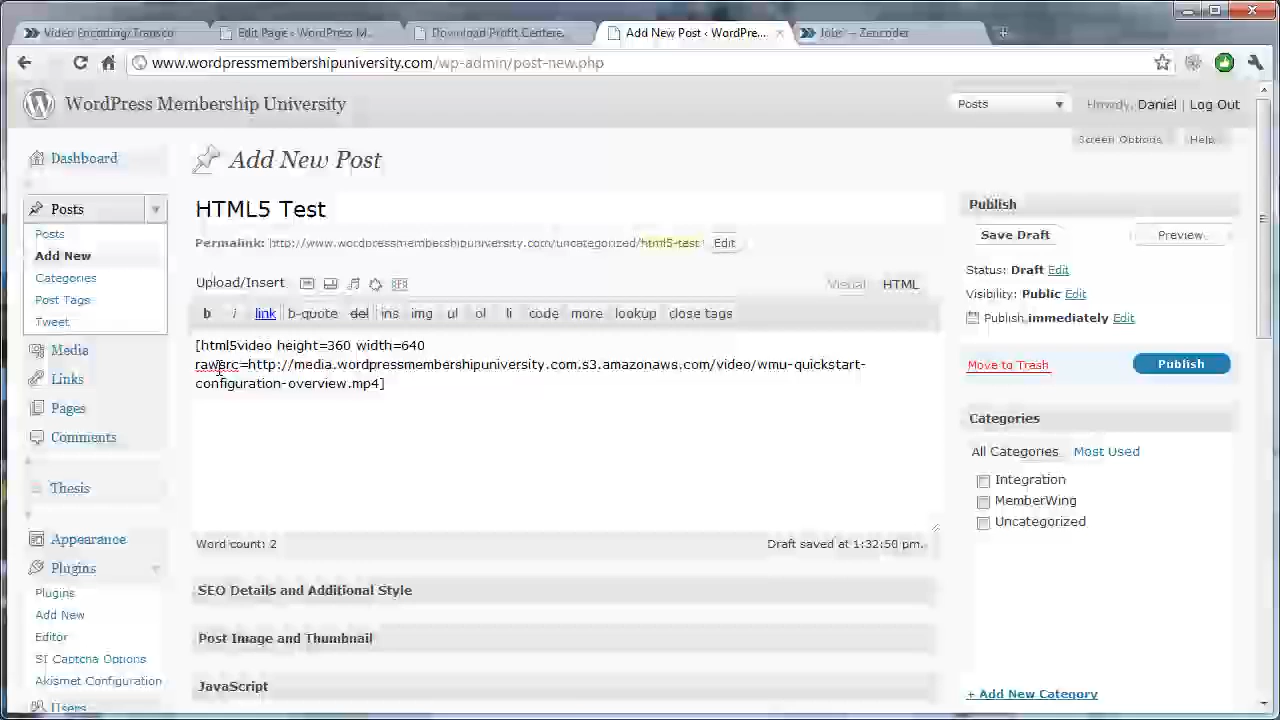 Video Encoding/Transco
Edit Page ‹ WordPress M...
Download Profit Centere
Add New Post ‹ WordPre...
Jobs – Zencoder
www.wordpressmembershipuniversity.com/wp-admin/post-new.php
WordPress Membership University
Posts
Howdy, Daniel | Log Out
Screen Options
Help
Dashboard
Add New Post
Posts
HTML5 Test
Publish
Posts
Permalink: http://www.wordpressmembershipuniversity.com/uncategorized/html5-test
Edit
Save Draft
Preview
Add New
Categories
Upload/Insert
Visual
HTML
Status: Draft Edit
Post Tags
Visibility: Public Edit
Tweet
b i link b-quote del ins img ul ol li code more lookup close tags
Publish immediately Edit
Media
[html5video height=360 width=640
rawsrc=http://media.wordpressmembershipuniversity.com.s3.amazonaws.com/video/wmu-quickstart-
configuration-overview.mp4]
Move to Trash
Publish
Links
Pages
Categories
Comments
All Categories
Most Used
Integration
Thesis
MemberWing
Uncategorized
Appearance
Word count: 2
Draft saved at 1:32:50 pm.
Plugins
Plugins
SEO Details and Additional Style
Add New
Editor
Post Image and Thumbnail
SI Captcha Options
Akismet Configuration
JavaScript
+ Add New Category
Users